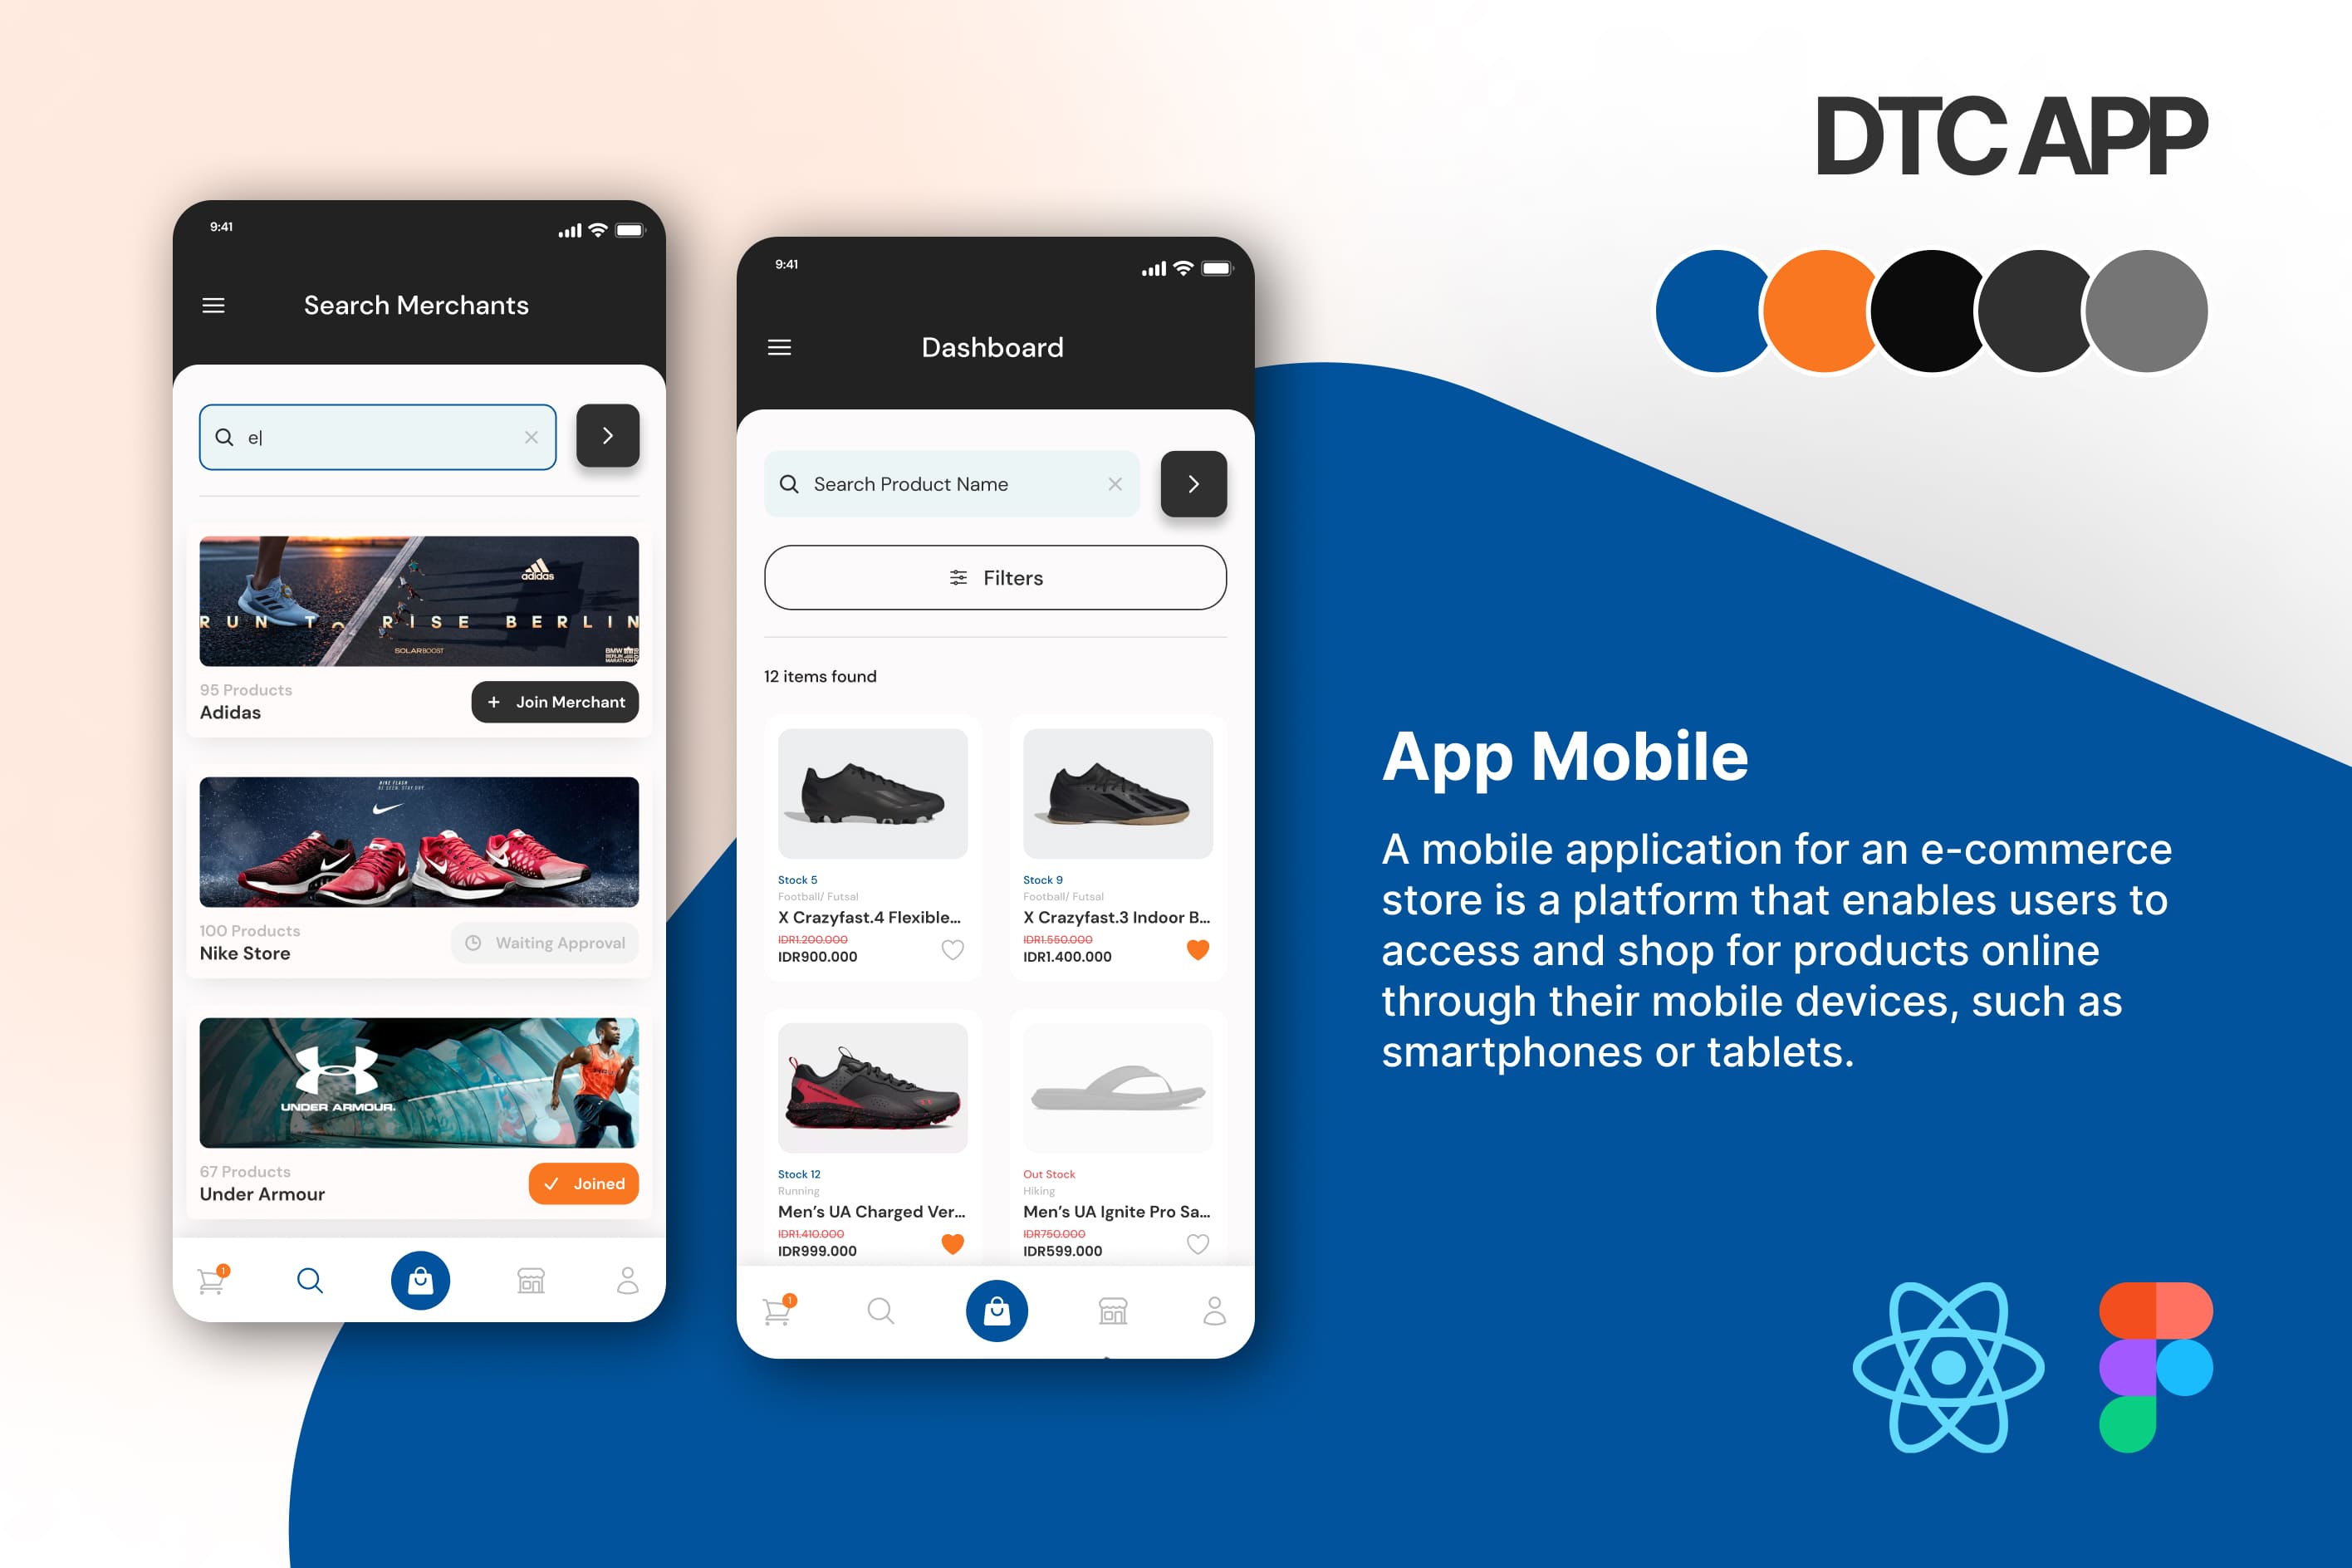 DTC APP
9:41
Search Merchants
e
adidas
RUN TO RISE BERLIN
SOLARBOOST
BMW
BERLIN
MARATHON
95 Products
Adidas
+ Join Merchant
100 Products
Nike Store
Waiting Approval
UNDER ARMOUR.
67 Products
Under Armour
Joined
1
9:41
Dashboard
Search Product Name
Filters
12 items found
Stock 5
Football/ Futsal
X Crazyfast.4 Flexible...
IDR1.200.000
IDR900.000
Stock 9
Football/ Futsal
X Crazyfast.3 Indoor B...
IDR1.550.000
IDR1.400.000
Stock 12
Running
Men’s UA Charged Ver...
IDR1.410.000
IDR999.000
Out Stock
Hiking
Men’s UA Ignite Pro Sa...
IDR750.000
IDR599.000
1
App Mobile
A mobile application for an e-commerce
store is a platform that enables users to
access and shop for products online
through their mobile devices, such as
smartphones or tablets.